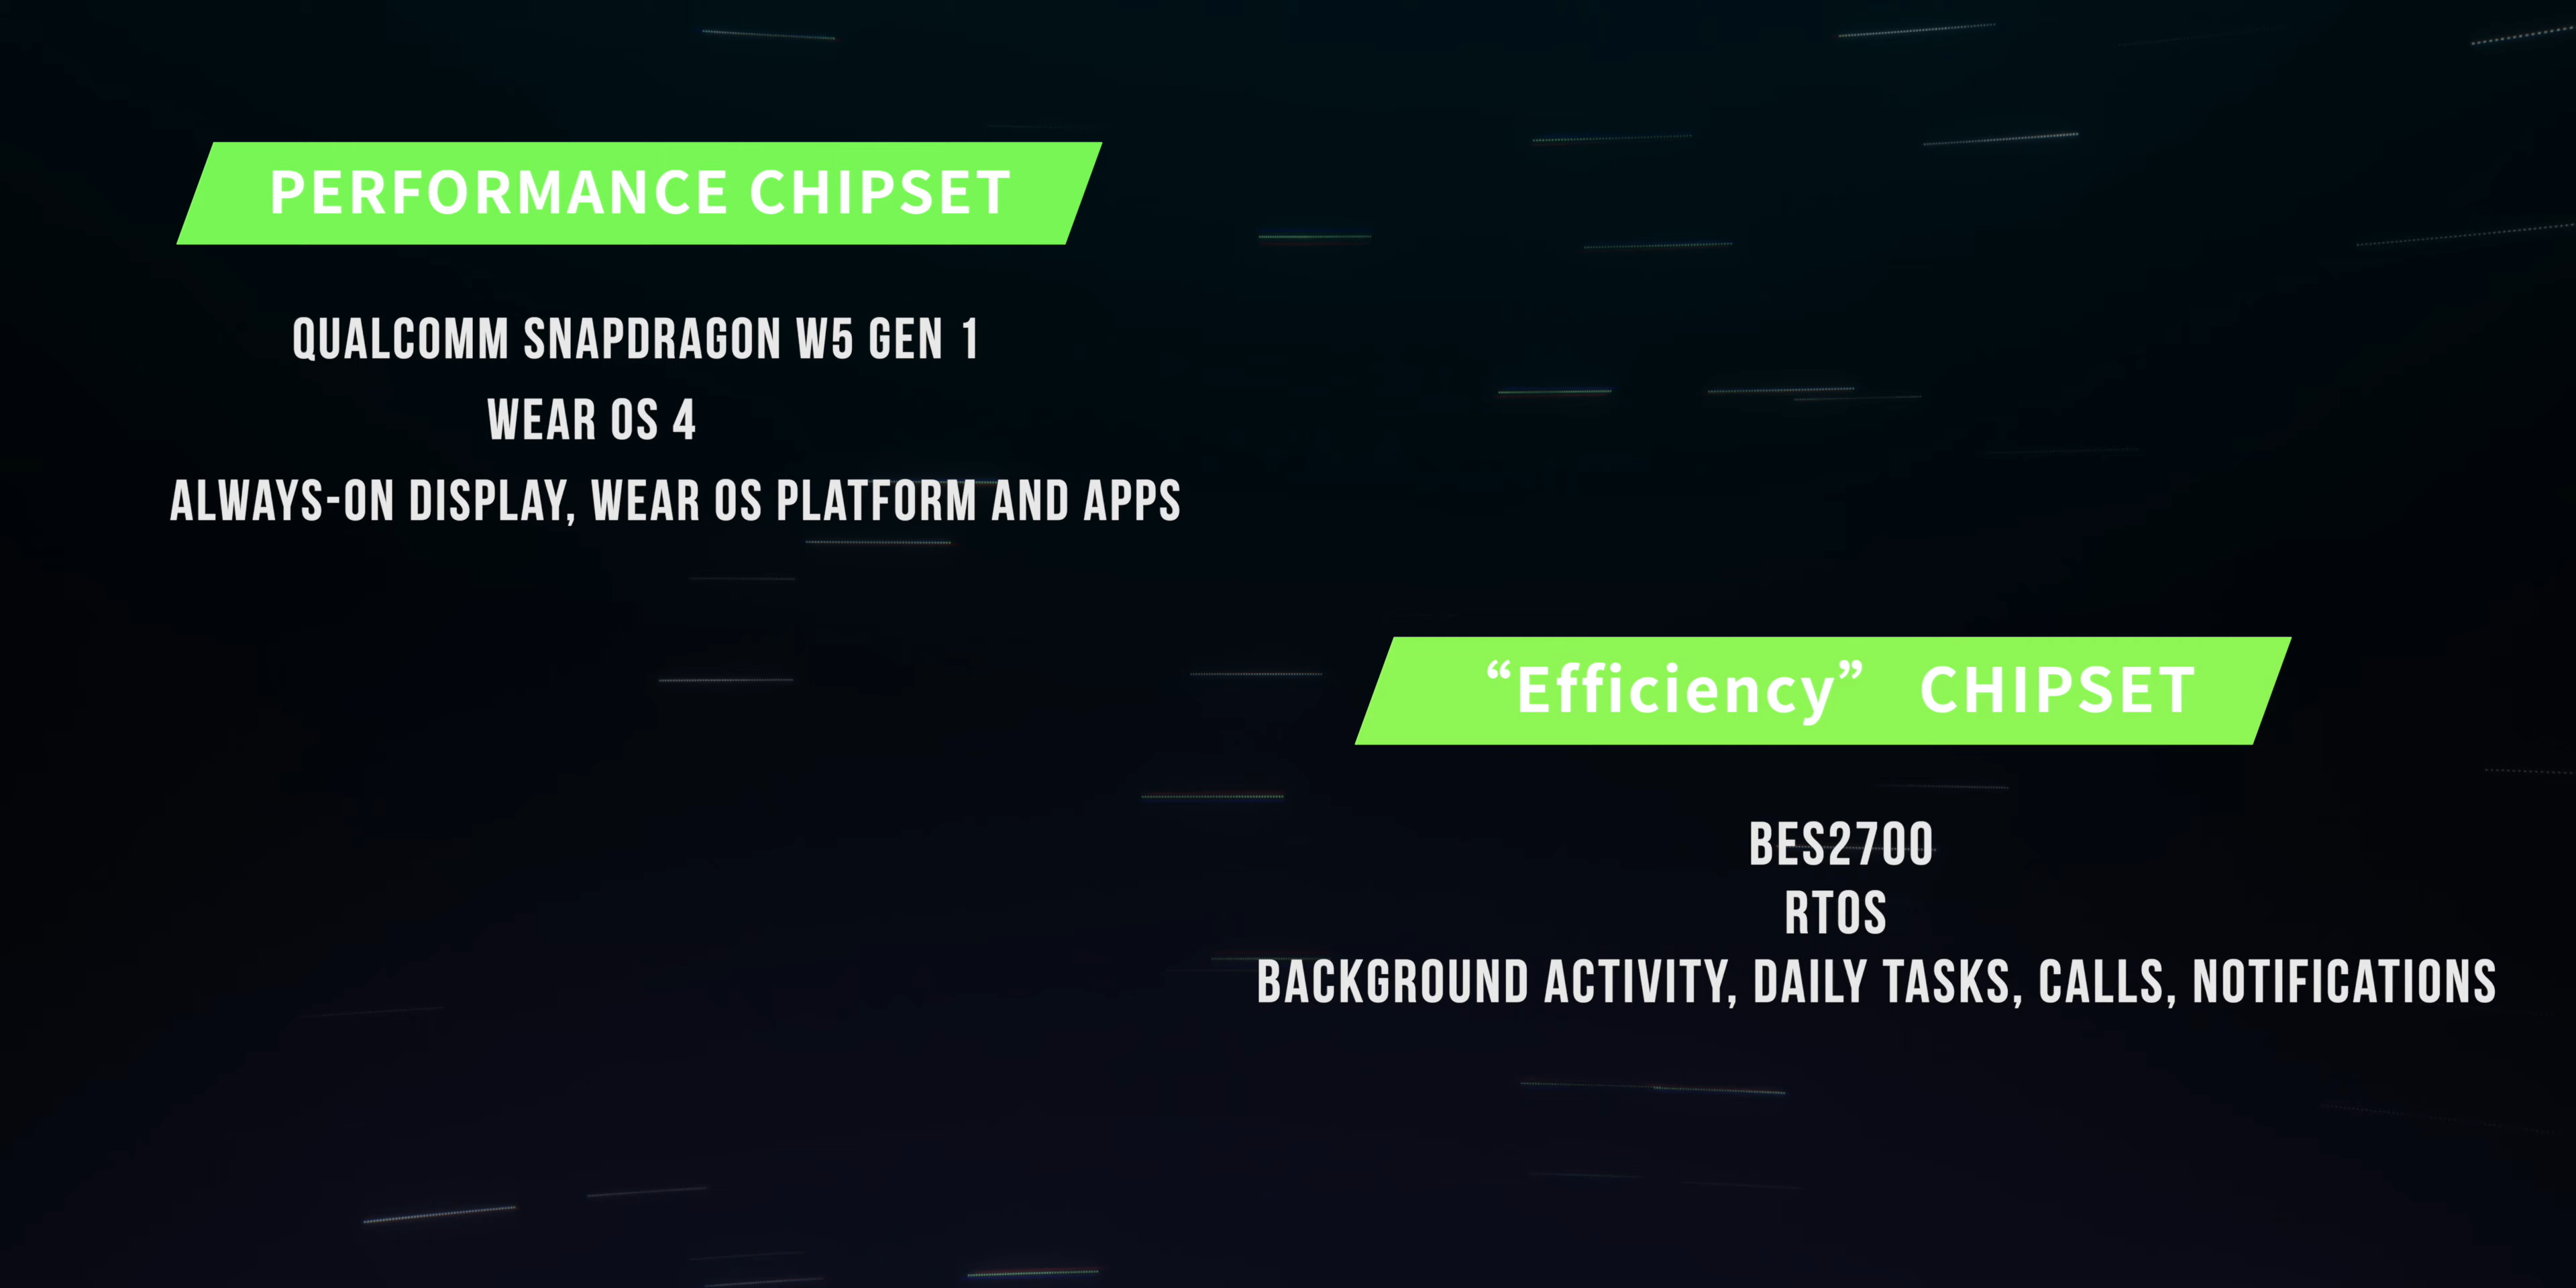 PERFORMANCE CHIPSET
QUALCOMM SNAPDRAGON W5 GEN 1
WEAR OS 4
ALWAYS-ON DISPLAY, WEAR OS PLATFORM AND APPS
“Efficiency” CHIPSET
BES2700
RTOS
BACKGROUND ACTIVITY, DAILY TASKS, CALLS, NOTIFICATIONS